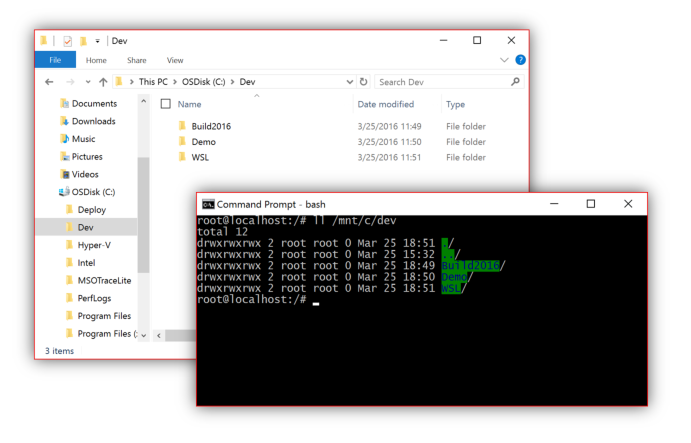 Dev
File Home Share View
This PC > OSDisk (C:) > Dev
Search Dev
Documents
Downloads
Music
Pictures
Videos
OSDisk (C:)
Deploy
Dev
Hyper-V
Intel
MSOTraceLite
PerfLogs
Program Files
Program Files (
3 items
Name Date modified Type
Build2016 3/25/2016 11:49 File folder
Demo 3/25/2016 11:50 File folder
WSL 3/25/2016 11:51 File folder
Command Prompt - bash
root@localhost:/# ll /mnt/c/dev
total 12
drwxrwxrwx 2 root root 0 Mar 25 18:51 ./
drwxrwxrwx 2 root root 0 Mar 25 15:32 ../
drwxrwxrwx 2 root root 0 Mar 25 18:49 Build2016/
drwxrwxrwx 2 root root 0 Mar 25 18:50 Demo/
drwxrwxrwx 2 root root 0 Mar 25 18:51 WSL/
root@localhost:/#